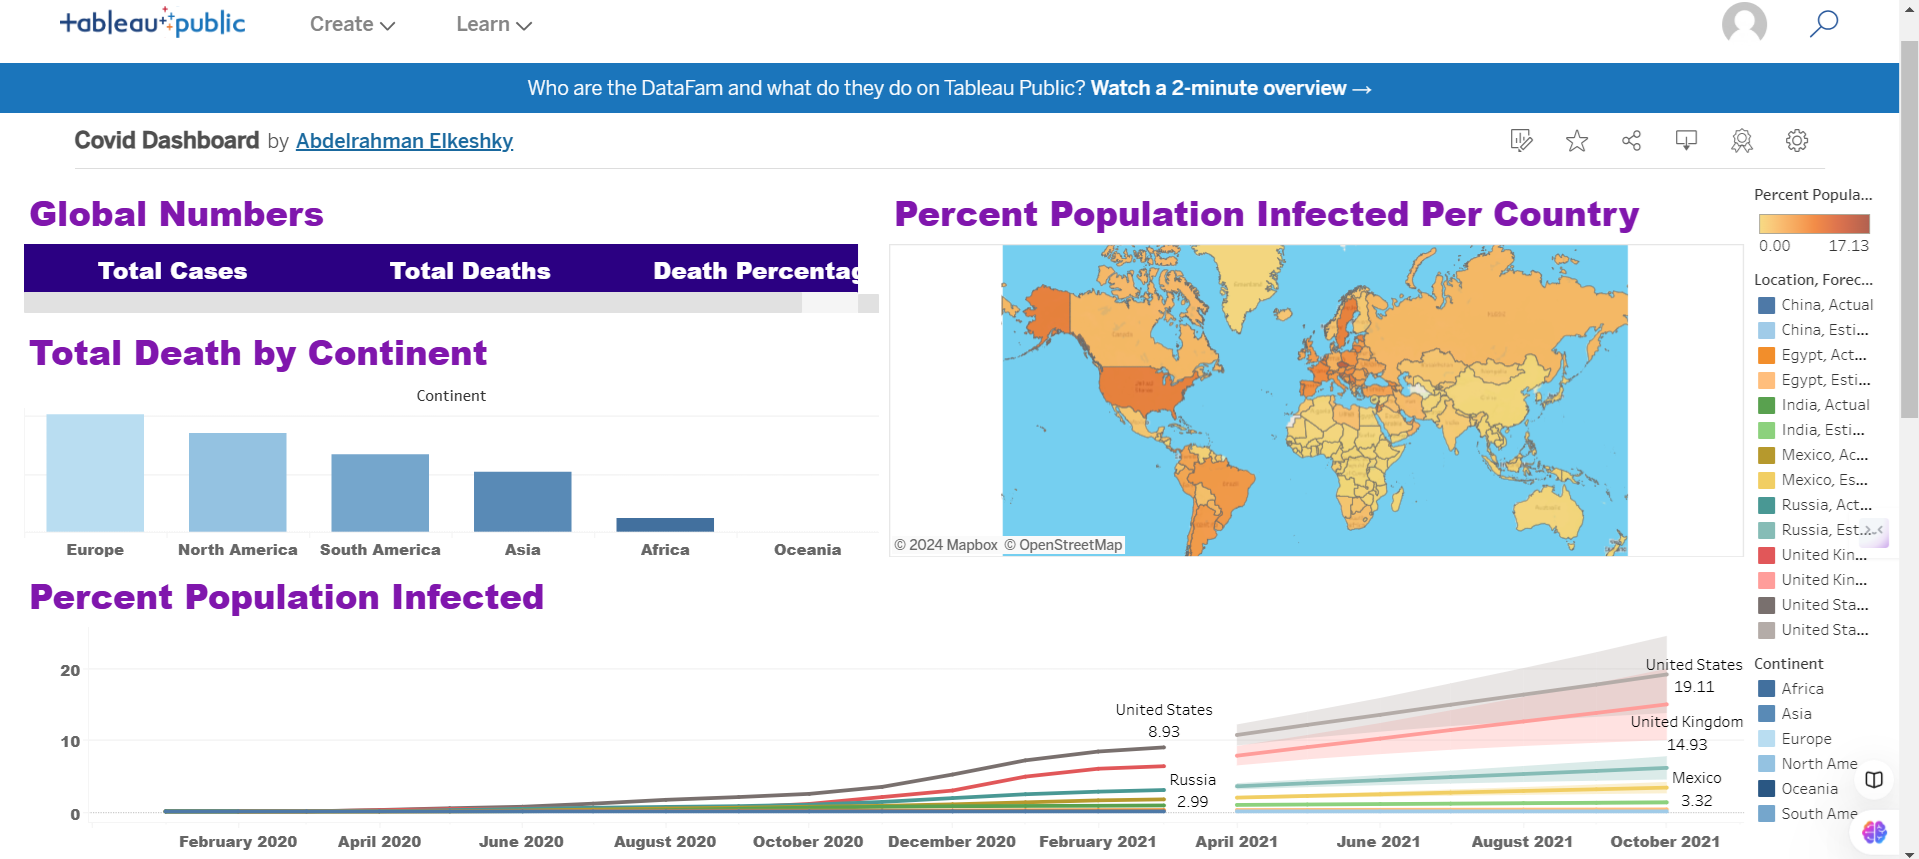 tableau public
Create
Learn
Who are the DataFam and what do they do on Tableau Public? Watch a 2-minute overview →
Covid Dashboard by Abdelrahman Elkeshky
Global Numbers
Total Cases Total Deaths Death Percentag
Total Death by Continent
Continent
Europe North America South America Asia Africa Oceania
Percent Population Infected Per Country
© 2024 Mapbox © OpenStreetMap
Percent Popula...
0.00 17.13
Location, Forec...
China, Actual
China, Esti...
Egypt, Act...
Egypt, Esti...
India, Actual
India, Esti...
Mexico, Ac...
Mexico, Es...
Russia, Act...
Russia, Est...
United Kin...
United Kin...
United Sta...
United Sta...
Continent
Africa
Asia
Europe
North Ame
Oceania
South Ame
Percent Population Infected
20
10
0
United States
8.93
Russia
2.99
United States
19.11
United Kingdom
14.93
Mexico
3.32
February 2020 April 2020 June 2020 August 2020 October 2020 December 2020 February 2021 April 2021 June 2021 August 2021 October 2021